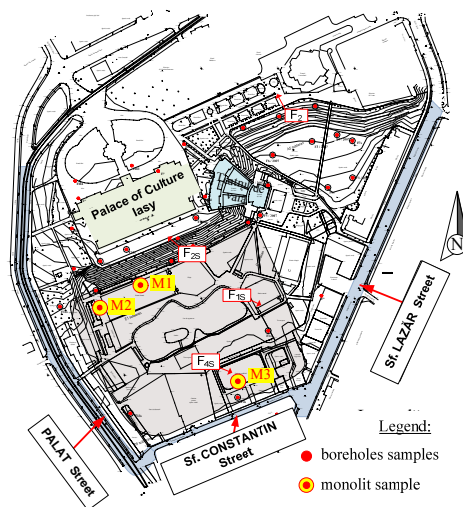 F2
Palace of Culture
Iasy
F2S
M1
M2
F1S
N
F4S
M3
Sf. LAZĂR Street
PALAT Street
Sf. CONSTANTIN
Street
Legend:
boreholes samples
monolit sample